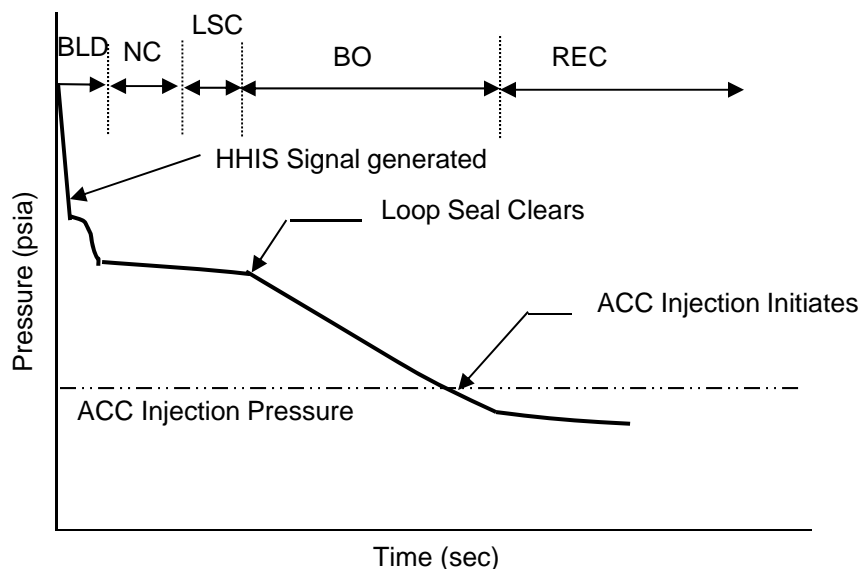 LSC
BLD
NC
BO
REC
HHIS Signal generated
Loop Seal Clears
ACC Injection Initiates
ACC Injection Pressure
Pressure (psia)
Time (sec)